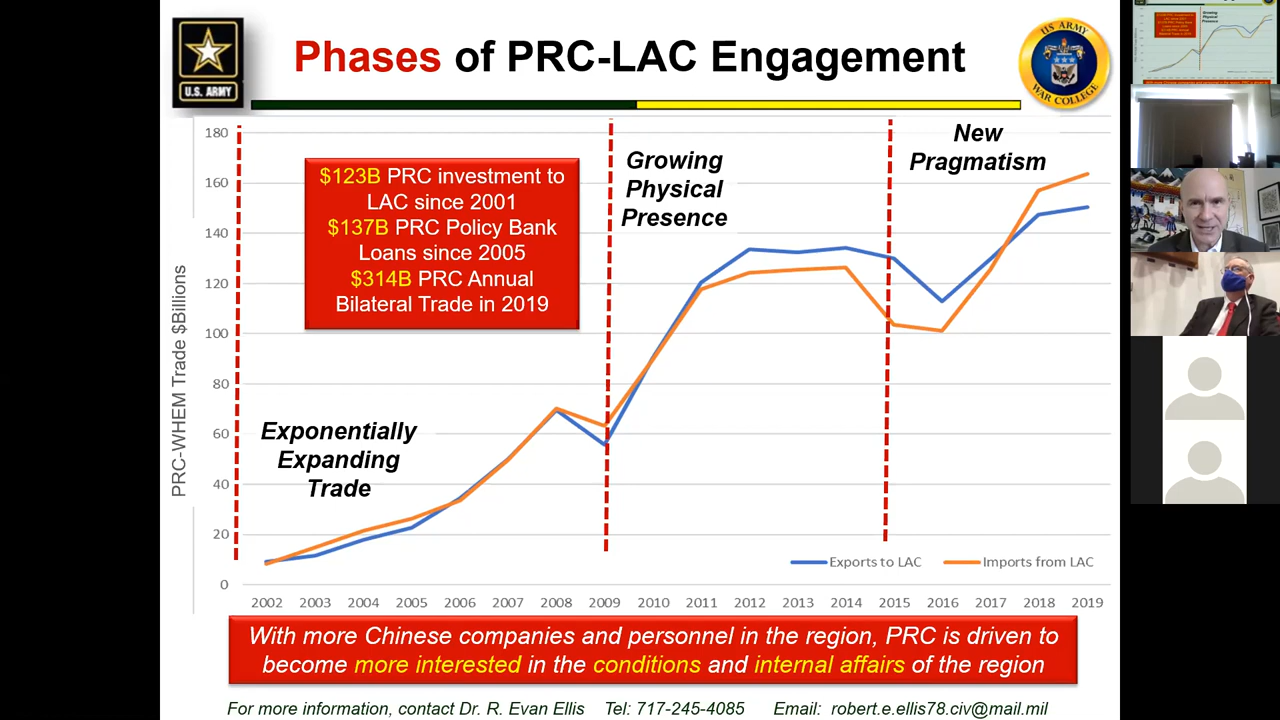 Phases of PRC-LAC Engagement
U.S. ARMY
US ARMY
WAR COLLEGE
PRC-WHEM Trade $Billions
180
160
140
120
100
80
60
40
20
0
$123B PRC investment to
LAC since 2001
$137B PRC Policy Bank
Loans since 2005
$314B PRC Annual
Bilateral Trade in 2019
Growing
Physical
Presence
New
Pragmatism
Exponentially
Expanding
Trade
Exports to LAC
Imports from LAC
2002 2003 2004 2005 2006 2007 2008 2009 2010 2011 2012 2013 2014 2015 2016 2017 2018 2019
With more Chinese companies and personnel in the region, PRC is driven to
become more interested in the conditions and internal affairs of the region
For more information, contact Dr. R. Evan Ellis Tel: 717-245-4085 Email: robert.e.ellis78.civ@mail.mil